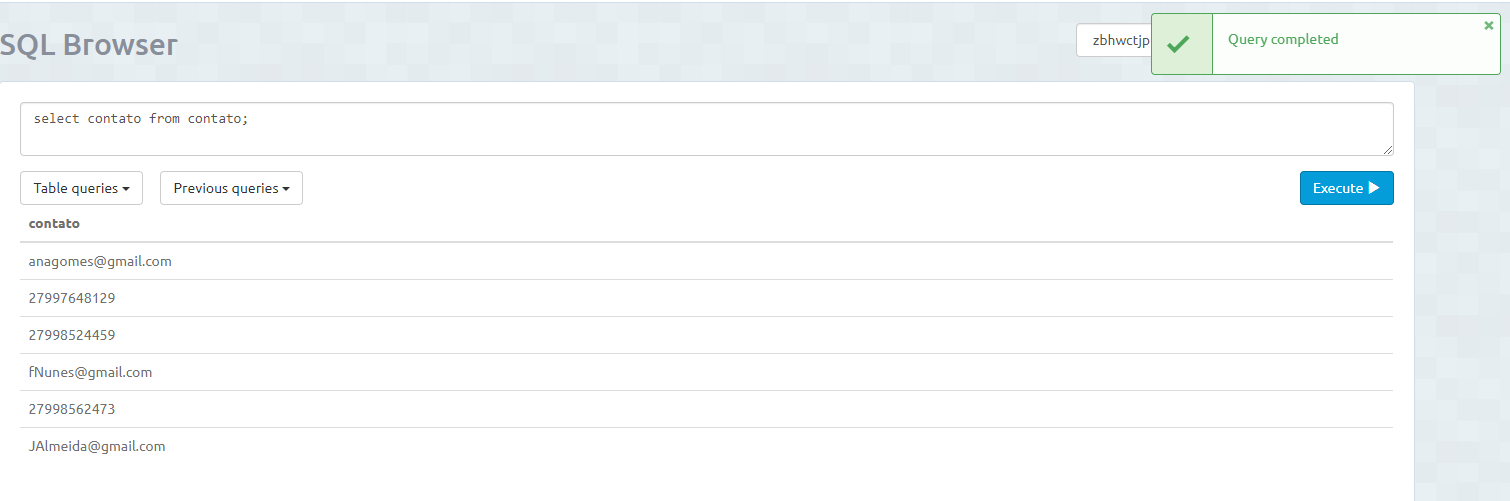 SQL Browser
zbhwctjp
Query completed
select contato from contato;
Table queries
Previous queries
Execute
contato
anagomes@gmail.com
27997648129
27998524459
fNunes@gmail.com
27998562473
JAlmeida@gmail.com